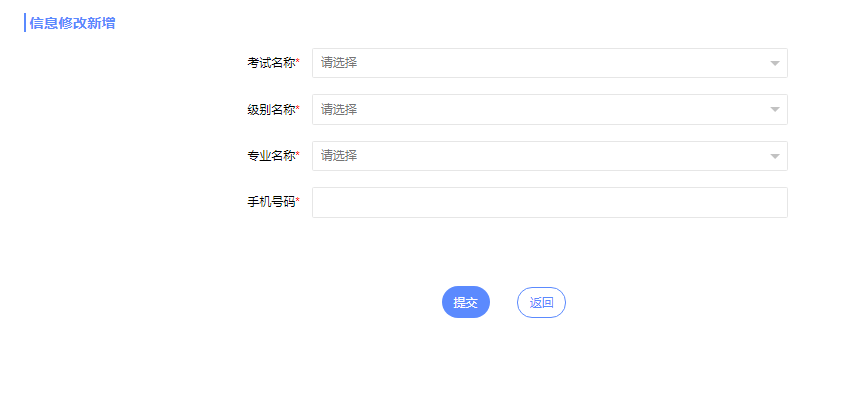 信息修改新增
考试名称* 请选择
级别名称* 请选择
专业名称* 请选择
手机号码*
提交 返回